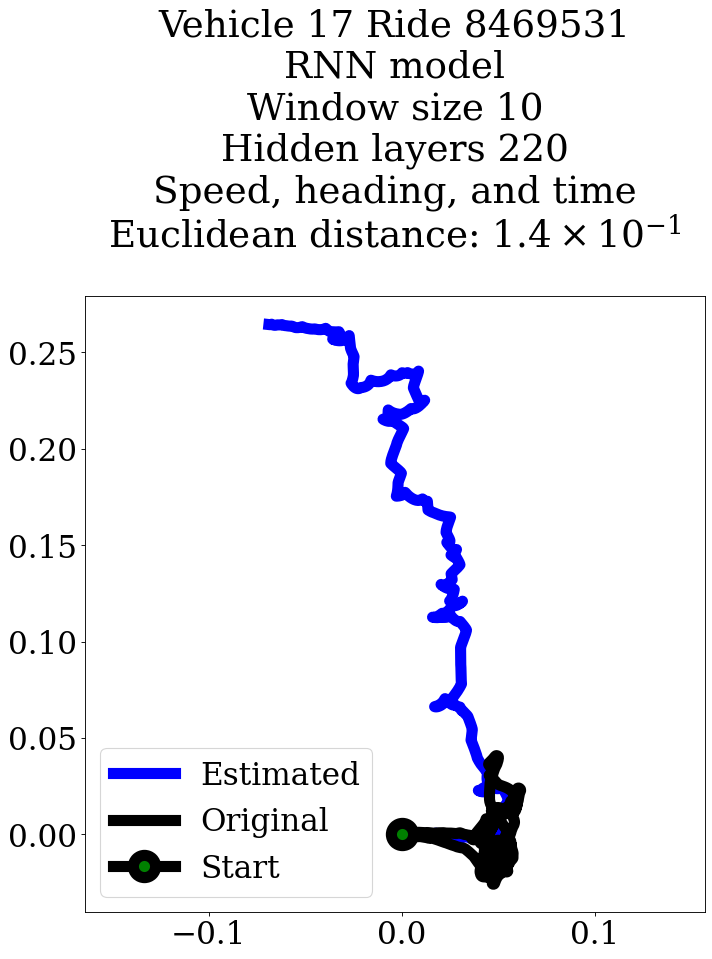 Vehicle 17 Ride 8469531
RNN model
Window size 10
Hidden layers 220
Speed, heading, and time
Euclidean distance: 1.4 × 10⁻¹
0.25
0.20
0.15
0.10
0.05
0.00
Estimated
Original
Start
−0.1
0.0
0.1